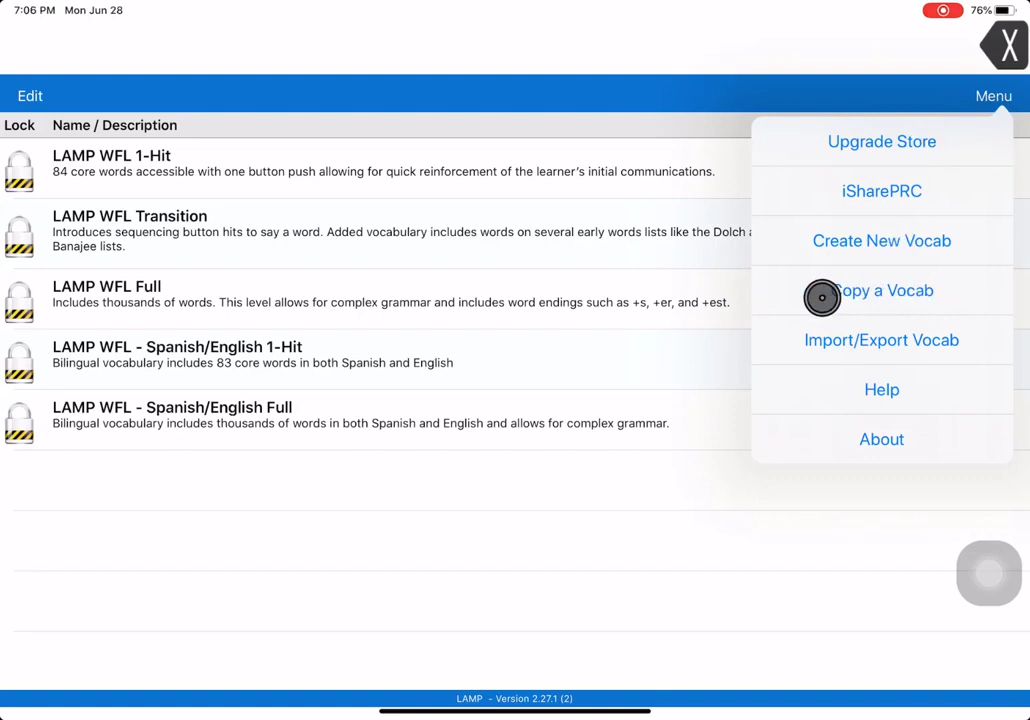 7:06 PM Mon Jun 28
76%
X
Edit
Menu
Lock Name / Description
LAMP WFL 1-Hit
84 core words accessible with one button push allowing for quick reinforcement of the learner's initial communications.
LAMP WFL Transition
Introduces sequencing button hits to say a word. Added vocabulary includes words on several early words lists like the Dolch
Banajee lists.
LAMP WFL Full
Includes thousands of words. This level allows for complex grammar and includes word endings such as +s, +er, and +est.
LAMP WFL - Spanish/English 1-Hit
Bilingual vocabulary includes 83 core words in both Spanish and English
LAMP WFL - Spanish/English Full
Bilingual vocabulary includes thousands of words in both Spanish and English and allows for complex grammar.
Upgrade Store
iSharePRC
Create New Vocab
Copy a Vocab
Import/Export Vocab
Help
About
LAMP - Version 2.27.1 (2)